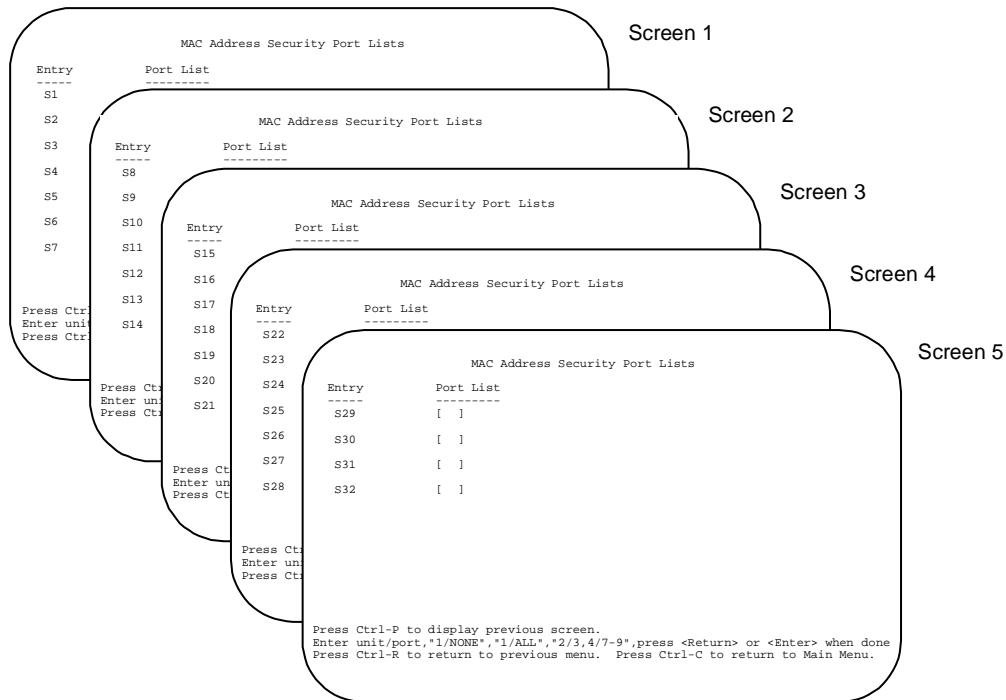 Screen 1
MAC Address Security Port Lists
Entry Port List
----- ---------
S1
S2
S3
S4
S5
S6
S7
Press Ctrl
Enter unit
Press Ctrl
Screen 2
MAC Address Security Port Lists
Entry Port List
----- ---------
S8
S9
S10
S11
S12
S13
S14
Press Ctr
Enter uni
Press Ctr
Screen 3
MAC Address Security Port Lists
Entry Port List
----- ---------
S15
S16
S17
S18
S19
S20
S21
Press Ct
Enter un
Press Ct
Screen 4
MAC Address Security Port Lists
Entry Port List
----- ---------
S22
S23
S24
S25
S26
S27
S28
Press Ctr
Enter uni
Press Ctr
Screen 5
MAC Address Security Port Lists
Entry Port List
----- ---------
S29 [ ]
S30 [ ]
S31 [ ]
S32 [ ]
Press Ctrl-P to display previous screen.
Enter unit/port,"1/NONE","1/ALL","2/3,4/7-9",press <Return> or <Enter> when done
Press Ctrl-R to return to previous menu. Press Ctrl-C to return to Main Menu.